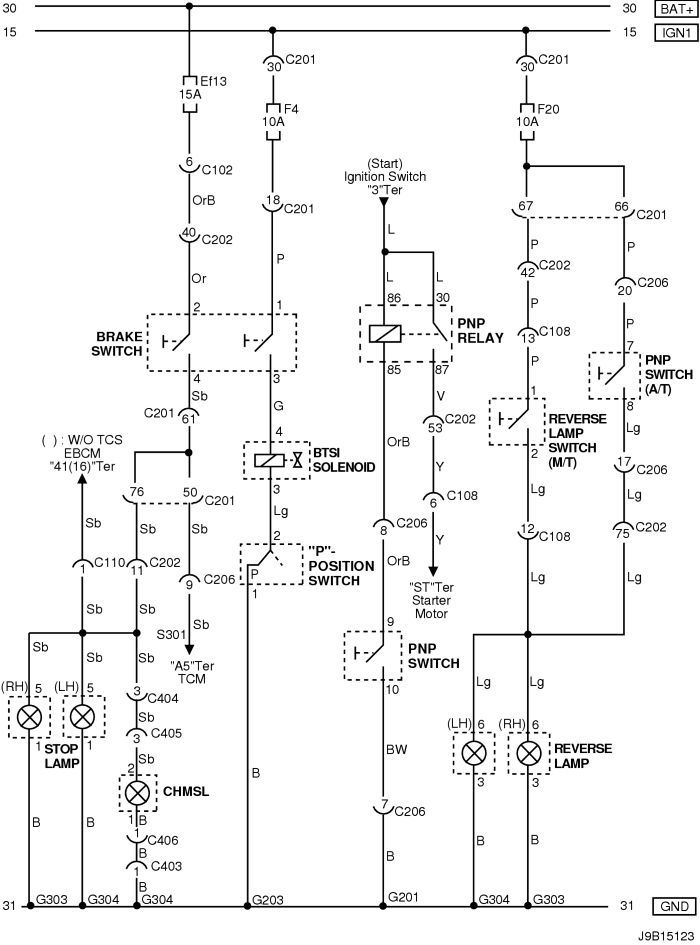 30
30
BAT+
15
15
IGN1
30
C201
30
C201
Ef13
15A
F4
10A
F20
10A
(Start)
Ignition Switch
"3"Ter
6
C102
OrB
18
C201
67
66
C201
L
40
C202
P
P
P
42
C202
C206
20
Or
L
L
P
2
1
86
30
P
BRAKE
SWITCH
PNP
RELAY
13
C108
7
P
PNP
SWITCH
(A/T)
4
3
85
87
1
8
Sb
G
V
REVERSE
LAMP
SWITCH
(M/T)
C201
61
4
53
C202
Lg
( ) : W/O TCS
EBCM
"41(16)"Ter
OrB
2
BTSI
SOLENOID
Y
17
C206
76
50
C201
3
Lg
Lg
6
C108
Sb
Sb
Sb
Lg
8
C206
12
C108
75
C202
2
Y
"P"-
POSITION
SWITCH
C110
1
C202
11
P
OrB
9
C206
1
"ST"Ter
Starter
Motor
Lg
Lg
Sb
Sb
S301
Sb
9
Sb
Sb
Sb
"A5"Ter
TCM
PNP
SWITCH
(RH)
5
(LH)
5
3
C404
10
Lg
Lg
Sb
(LH)
6
(RH)
6
1
1
STOP
LAMP
3
C405
BW
REVERSE
LAMP
Sb
2
B
3
3
CHMSL
7
C206
B
B
1
B
1
C406
B
B
B
B
1
C403
B
31
G303
G304
G304
G203
G201
G304
G303
31
GND
J9B15123